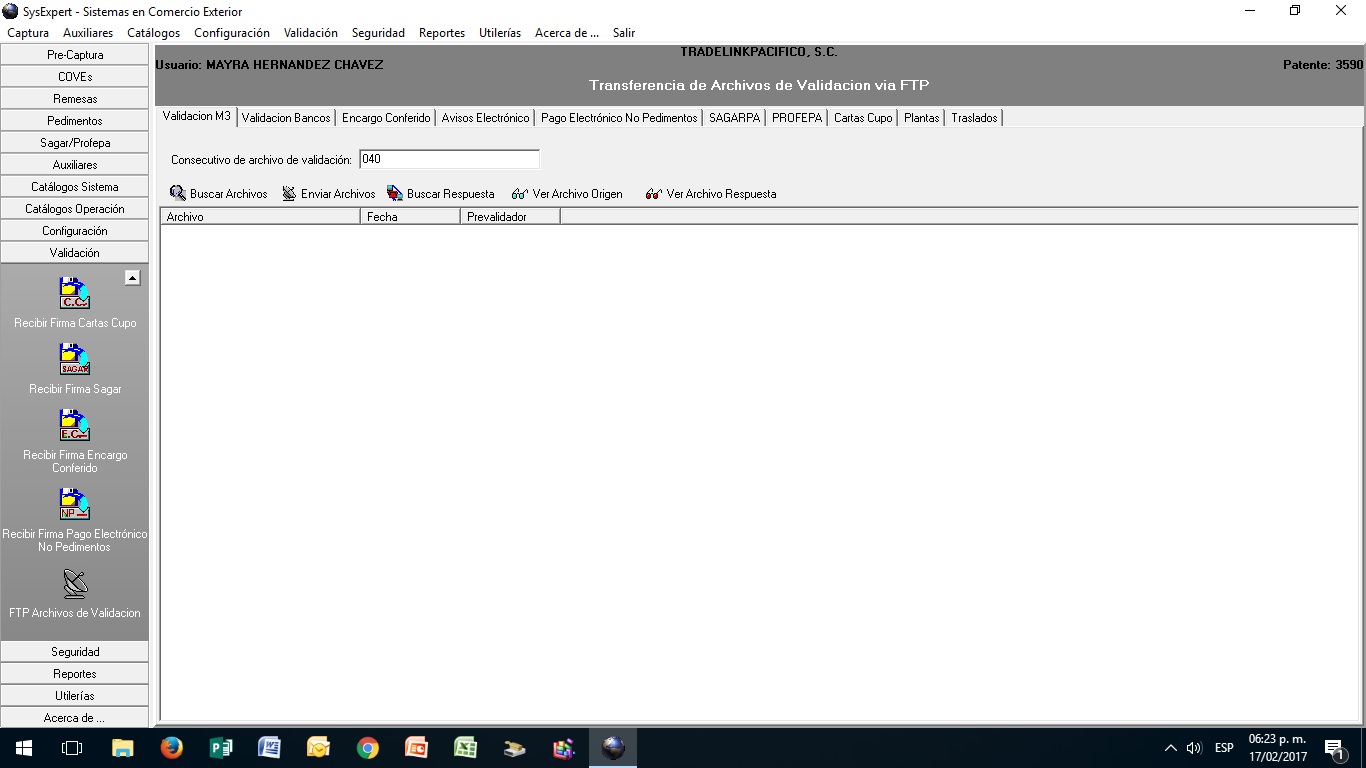 SysExpert - Sistemas en Comercio Exterior
Captura Auxiliares Catálogos Configuración Validación Seguridad Reportes Utilerías Acerca de ... Salir
Pre-Captura
COVEs
Remesas
Pedimentos
Sagar/Profepa
Auxiliares
Catálogos Sistema
Catálogos Operación
Configuración
Validación
C.C.
Recibir Firma Cartas Cupo
SAGAR
Recibir Firma Sagar
E.C.
Recibir Firma Encargo
Conferido
NP
Recibir Firma Pago Electrónico
No Pedimentos
FTP Archivos de Validacion
Seguridad
Reportes
Utilerías
Acerca de ...
TRADELINKPACIFICO, S.C.
Usuario: MAYRA HERNANDEZ CHAVEZ Patente: 3590
Transferencia de Archivos de Validacion via FTP
Validacion M3 Validacion Bancos Encargo Conferido Avisos Electrónico Pago Electrónico No Pedimentos SAGARPA PROFEPA Cartas Cupo Plantas Traslados
Consecutivo de archivo de validación: 040
Buscar Archivos Enviar Archivos Buscar Respuesta Ver Archivo Origen Ver Archivo Respuesta
Archivo Fecha Prevalidador
ESP
06:23 p. m.
17/02/2017
1